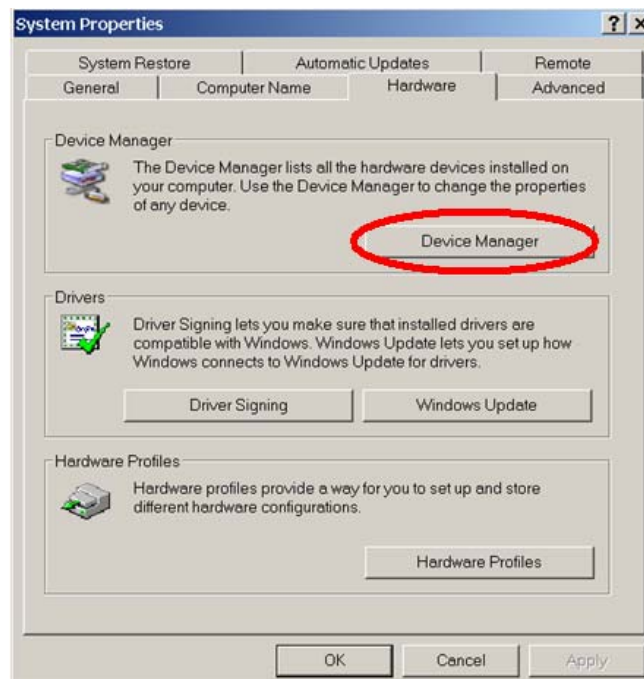 System Properties
System Restore Automatic Updates Remote
General Computer Name Hardware Advanced
Device Manager
The Device Manager lists all the hardware devices installed on
your computer. Use the Device Manager to change the properties
of any device.
Device Manager
Drivers
Driver Signing lets you make sure that installed drivers are
compatible with Windows. Windows Update lets you set up how
Windows connects to Windows Update for drivers.
Driver Signing Windows Update
Hardware Profiles
Hardware profiles provide a way for you to set up and store
different hardware configurations.
Hardware Profiles
OK Cancel Apply